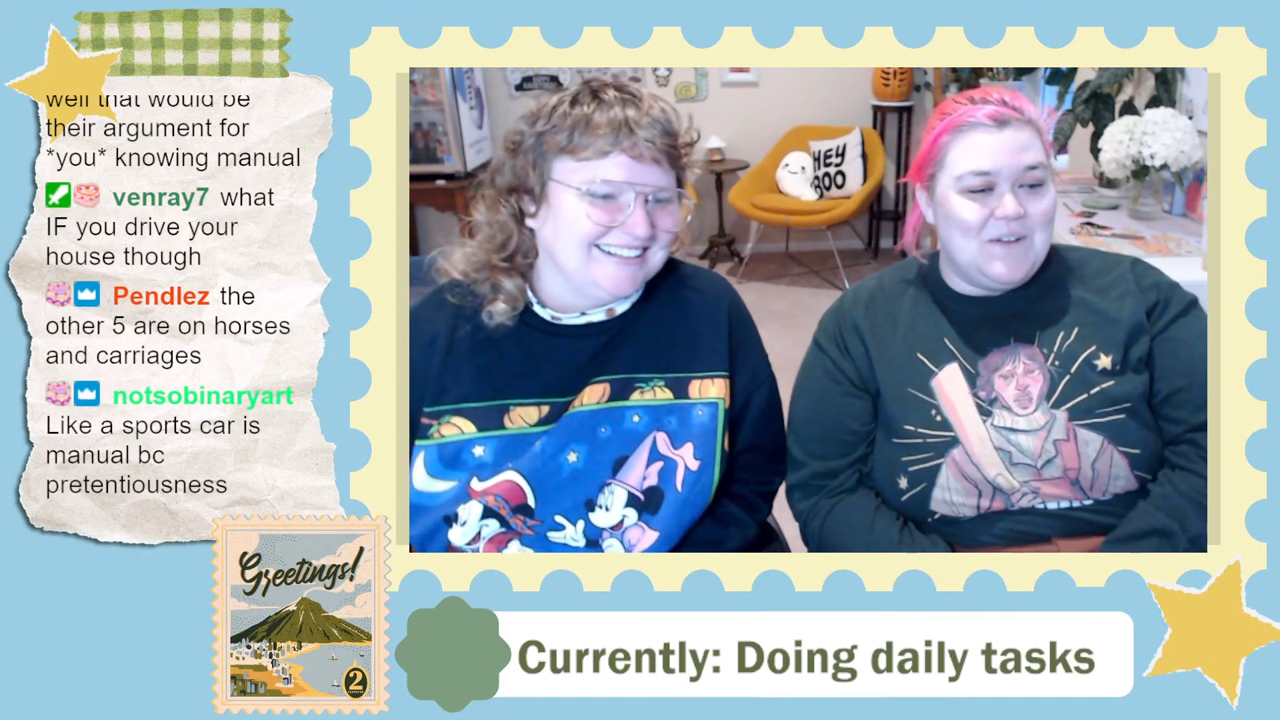 well that would be
their argument for
*you* knowing manual
venray7 what
IF you drive your
house though
Pendlez the
other 5 are on horses
and carriages
notsobinaryart
Like a sports car is
manual bc
pretentiousness
HEY
BOO
Greetings!
2
Currently: Doing daily tasks